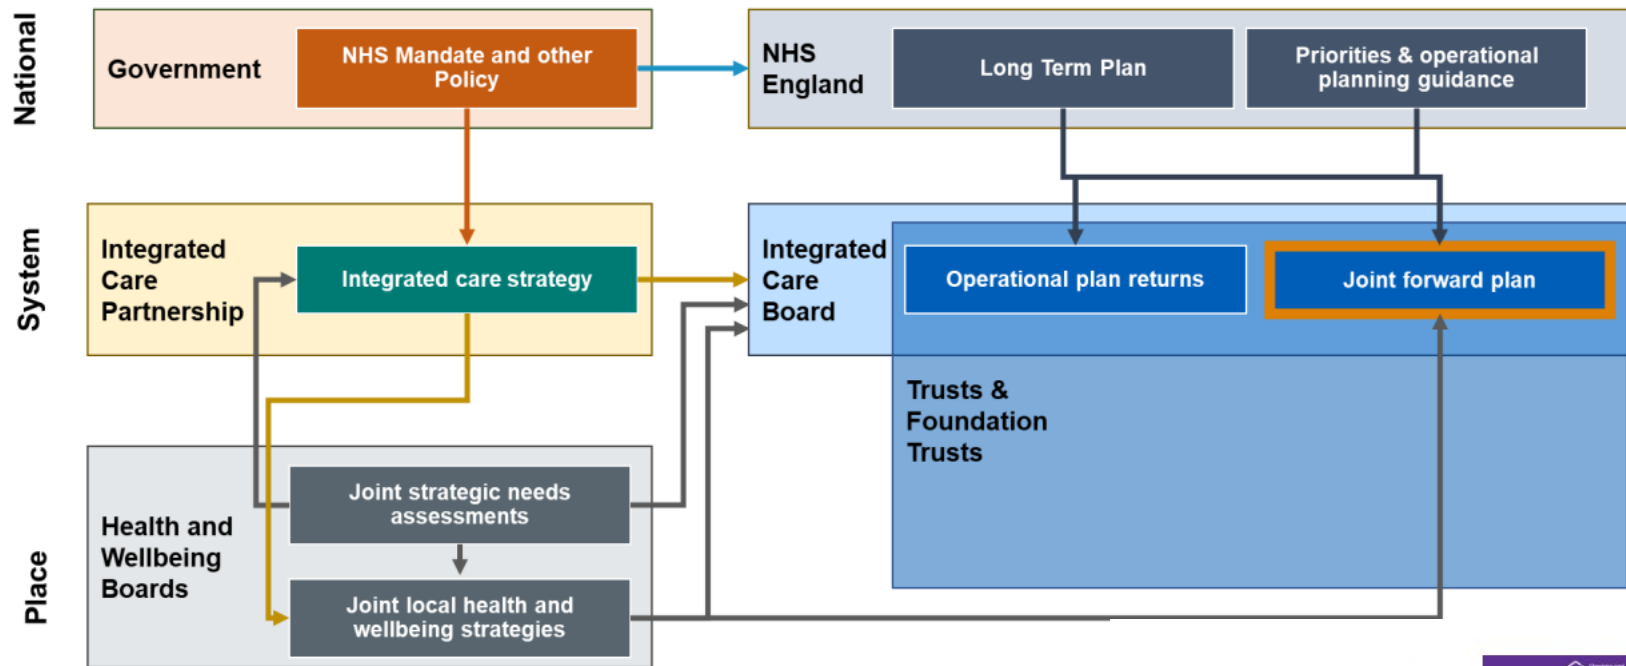 National
Government
NHS Mandate and other
Policy
NHS
England
Long Term Plan
Priorities & operational
planning guidance
System
Integrated
Care
Partnership
Integrated care strategy
Integrated
Care
Board
Operational plan returns
Joint forward plan
Trusts &
Foundation
Trusts
Place
Health and
Wellbeing
Boards
Joint strategic needs
assessments
Joint local health and
wellbeing strategies